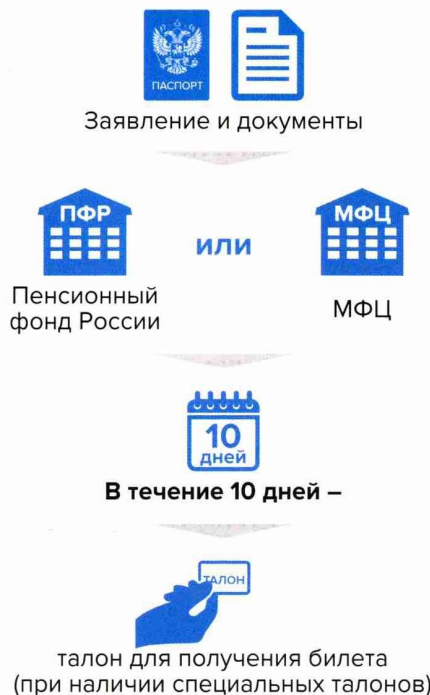 ПАСПОРТ
Заявление и документы
ПФР
или
МФЦ
Пенсионный
фонд России
МФЦ
10
дней
В течение 10 дней –
ТАЛОН
талон для получения билета
(при наличии специальных талонов)